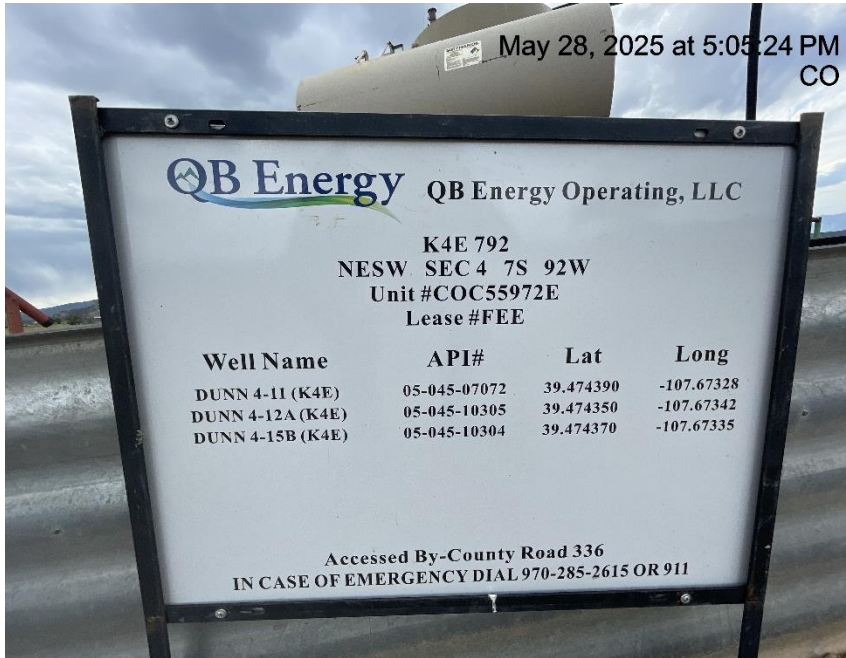 May 28, 2025 at 5:05:24 PM
CO
QB Energy QB Energy Operating, LLC
K4E 792
NESW SEC 4 7S 92W
Unit #COC55972E
Lease #FEE
Well Name API# Lat Long
DUNN 4-11 (K4E) 05-045-07072 39.474390 -107.67328
DUNN 4-12A (K4E) 05-045-10305 39.474350 -107.67342
DUNN 4-15B (K4E) 05-045-10304 39.474370 -107.67335
Accessed By-County Road 336
IN CASE OF EMERGENCY DIAL 970-285-2615 OR 911